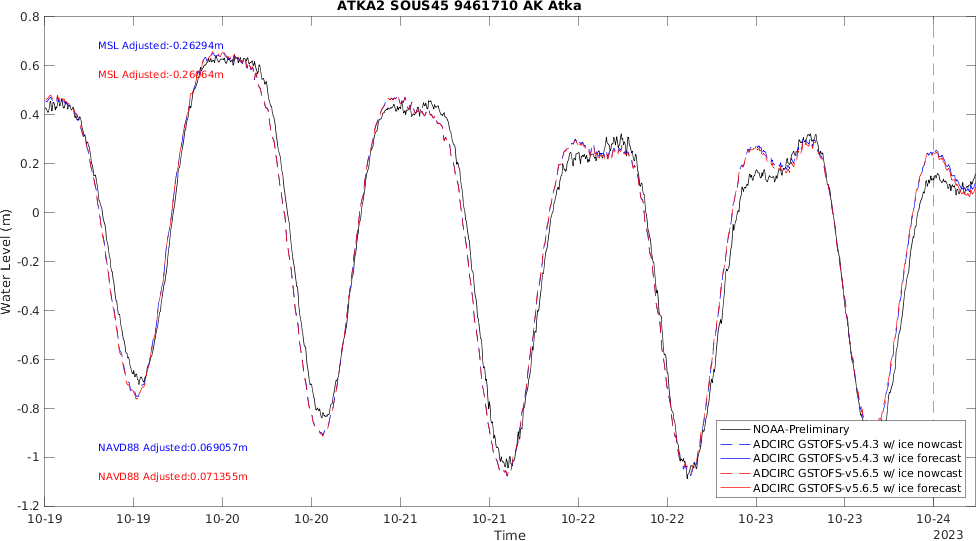 ATKA2 SOUS45 9461710 AK Atka
0.8
MSL Adjusted:-0.26294m
0.6
MSL Adjusted:-0.26064m
0.4
0.2
0
Water Level (m)
-0.2
-0.4
-0.6
-0.8
NAVD88 Adjusted:0.069057m
-1
NAVD88 Adjusted:0.071355m
-1.2
NOAA-Preliminary
ADCIRC GSTOFS-v5.4.3 w/ ice nowcast
ADCIRC GSTOFS-v5.4.3 w/ ice forecast
ADCIRC GSTOFS-v5.6.5 w/ ice nowcast
ADCIRC GSTOFS-v5.6.5 w/ ice forecast
10-19 10-19 10-20 10-20 10-21 10-21 10-22 10-22 10-23 10-23 10-24
Time
2023